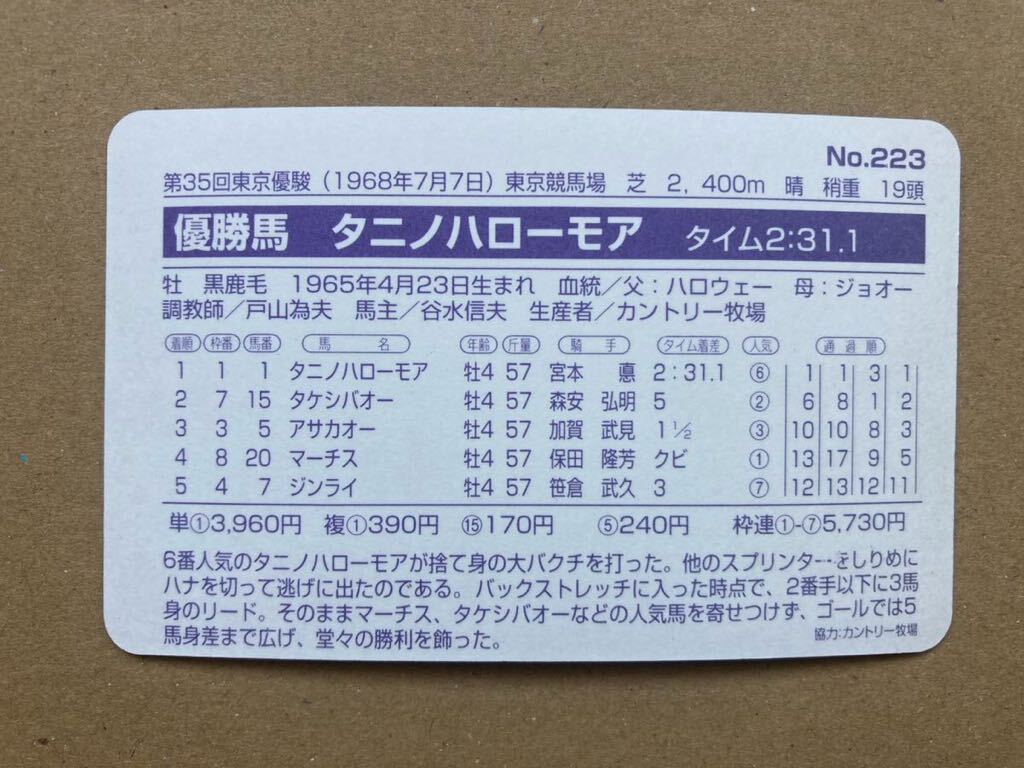 No.223
第35回東京優駿（1968年7月7日）東京競馬場 芝 2,400m 晴 稍重 19頭
優勝馬 タニノハローモア タイム2:31.1
牡 黒鹿毛 1965年4月23日生まれ 血統／父：ハロウェー 母：ジョオー
調教師／戸山為夫 馬主／谷水信夫 生産者／カントリー牧場
着順 枠番 馬番 馬名 年齢 斤量 騎手 タイム着差 人気 通過順
1 1 1 タニノハローモア 牡4 57 宮本 悳 2:31.1 ⑥ 1 1 3 1
2 7 15 タケシバオー 牡4 57 森安 弘明 5 ② 6 8 1 2
3 3 5 アサカオー 牡4 57 加賀 武見 1 1/2 ③ 10 10 8 3
4 8 20 マーチス 牡4 57 保田 隆芳 クビ ① 13 17 9 5
5 4 7 ジンライ 牡4 57 笹倉 武久 3 ⑦ 12 13 12 11
単①3,960円 複①390円 ⑮170円 ⑤240円 枠連①-⑦5,730円
6番人気のタニノハローモアが捨て身の大バクチを打った。他のスプリンターをしりめに
ハナを切って逃げに出たのである。バックストレッチに入った時点で、2番手以下に3馬
身のリード。そのままマーチス、タケシバオーなどの人気馬を寄せつけず、ゴールでは5
馬身差まで広げ、堂々の勝利を飾った。
協力:カントリー牧場